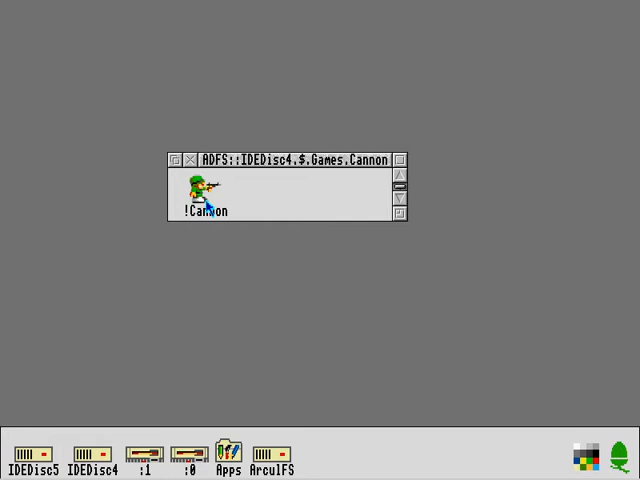 ADFS::IDEDisc4.$.Games.Cannon
!Cannon
IDEDisc5 IDEDisc4 :1 :0 Apps ArculFS